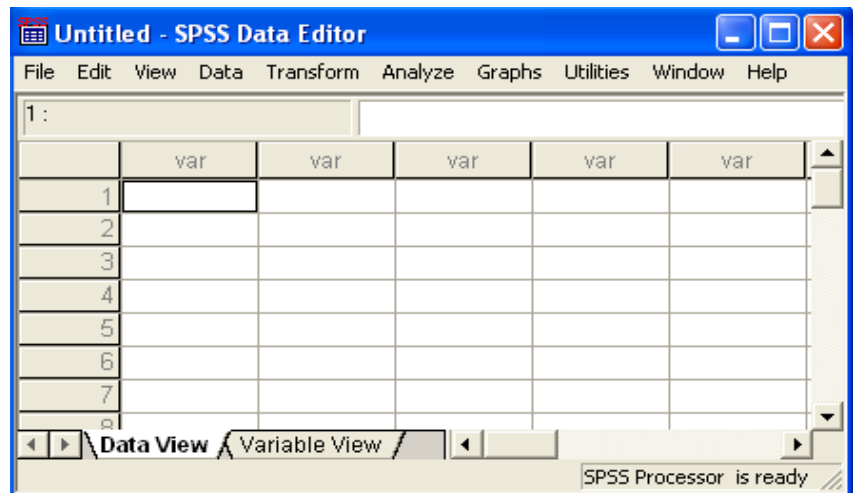 Untitled - SPSS Data Editor
File Edit View Data Transform Analyze Graphs Utilities Window Help
1 :
var var var var var
1
2
3
4
5
6
7
8
Data View Variable View
SPSS Processor is ready